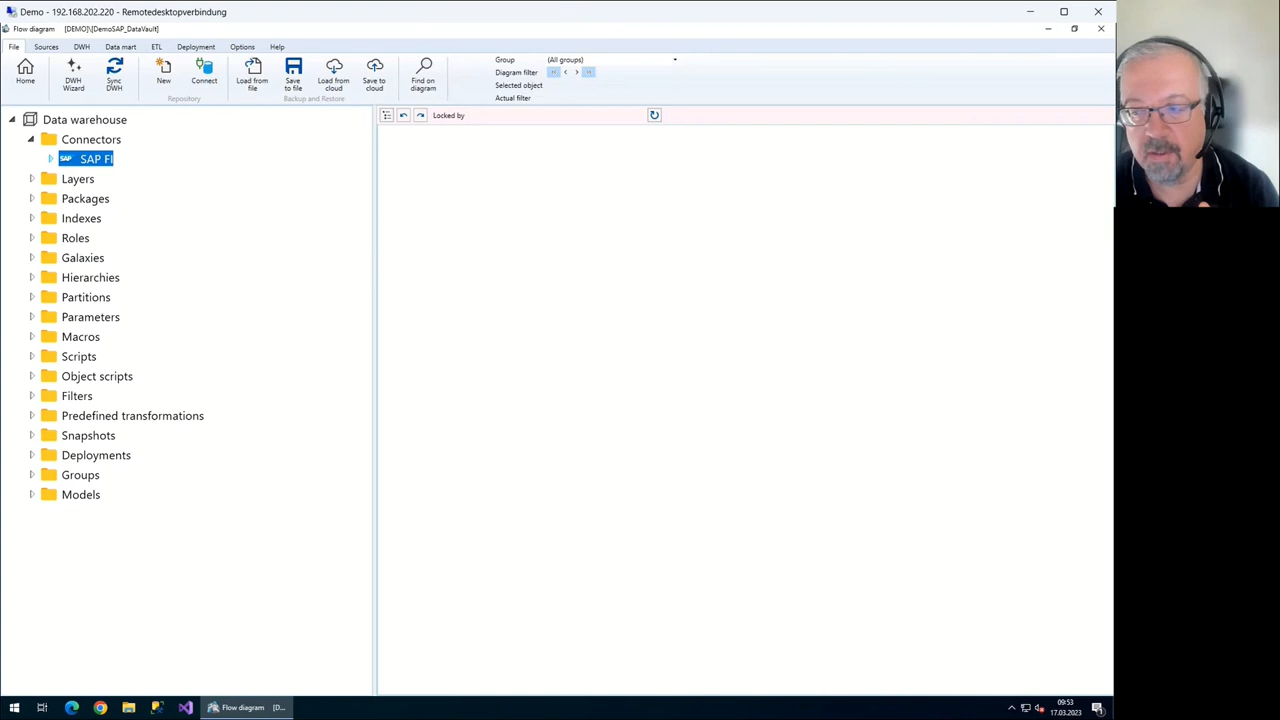 Demo - 192.168.202.220 - Remotedesktopverbindung
Flow diagram [DEMO]\[DemoSAP_DataVault]
File Sources DWH Data mart ETL Deployment Options Help
Home
DWH Wizard
Sync DWH
New
Connect
Repository
Load from file
Save to file
Load from cloud
Save to cloud
Backup and Restore
Find on diagram
Group (All groups)
Diagram filter
Selected object
Actual filter
Data warehouse
Connectors
SAP SAP FI
Layers
Packages
Indexes
Roles
Galaxies
Hierarchies
Partitions
Parameters
Macros
Scripts
Object scripts
Filters
Predefined transformations
Snapshots
Deployments
Groups
Models
Locked by
Flow diagram [D...
09:53
17.03.2023